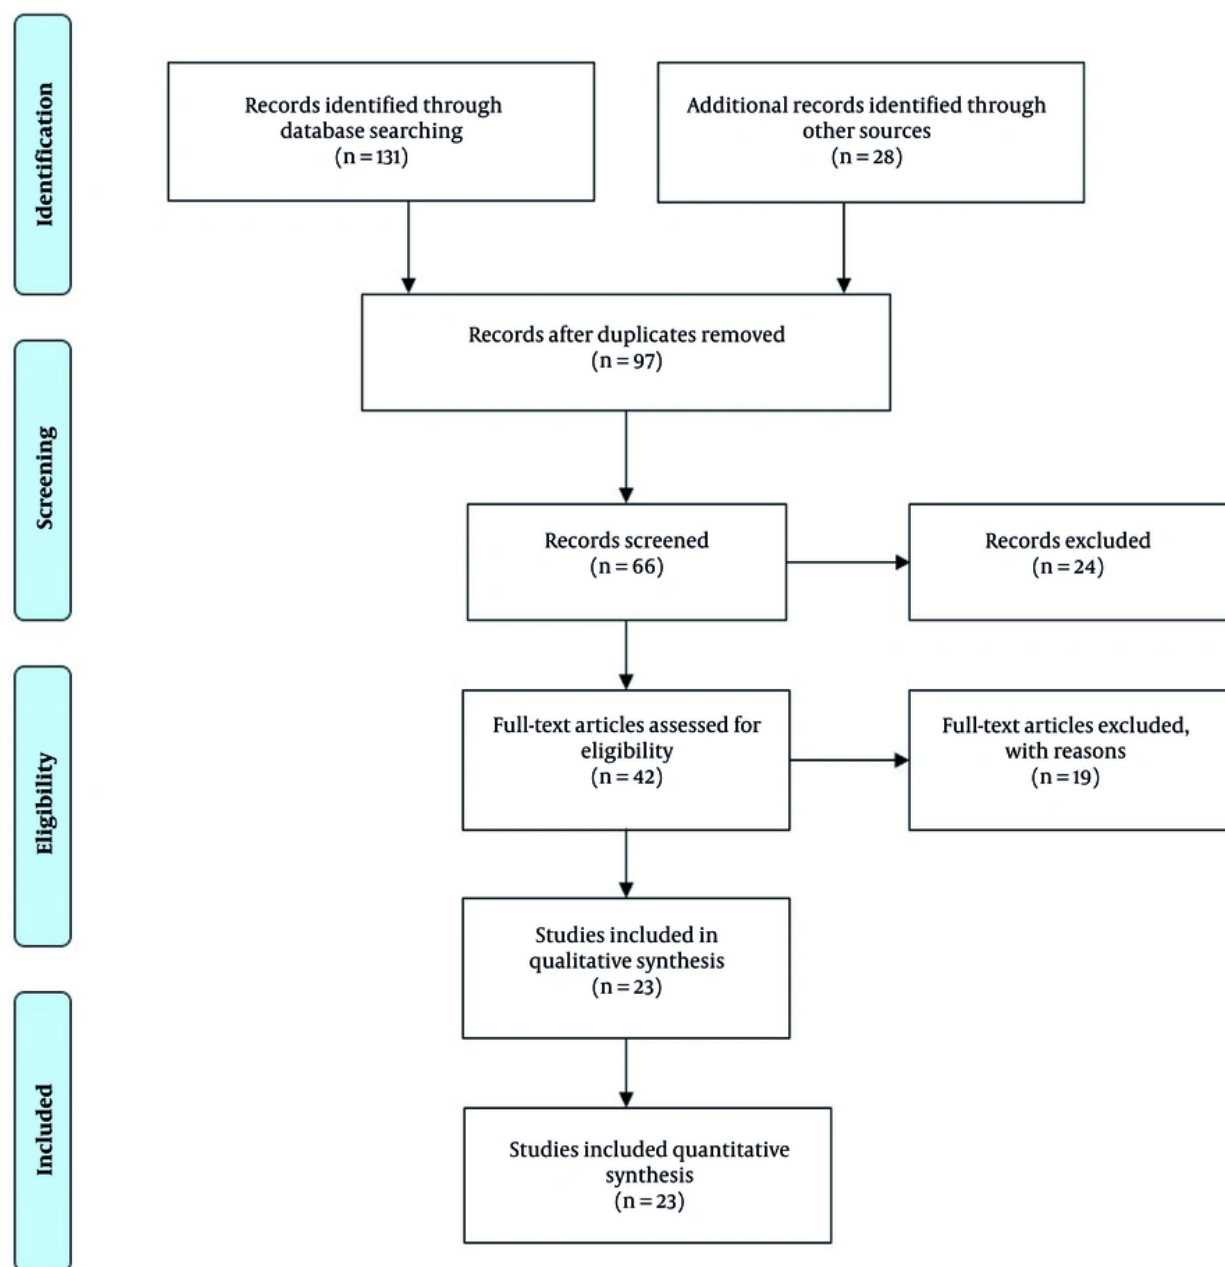 Identification
Records identified through
database searching
(n = 131)
Additional records identified through
other sources
(n = 28)
Records after duplicates removed
(n = 97)
Screening
Records screened
(n = 66)
Records excluded
(n = 24)
Eligibility
Full-text articles assessed for
eligibility
(n = 42)
Full-text articles excluded,
with reasons
(n = 19)
Studies included in
qualitative synthesis
(n = 23)
Included
Studies included quantitative
synthesis
(n = 23)